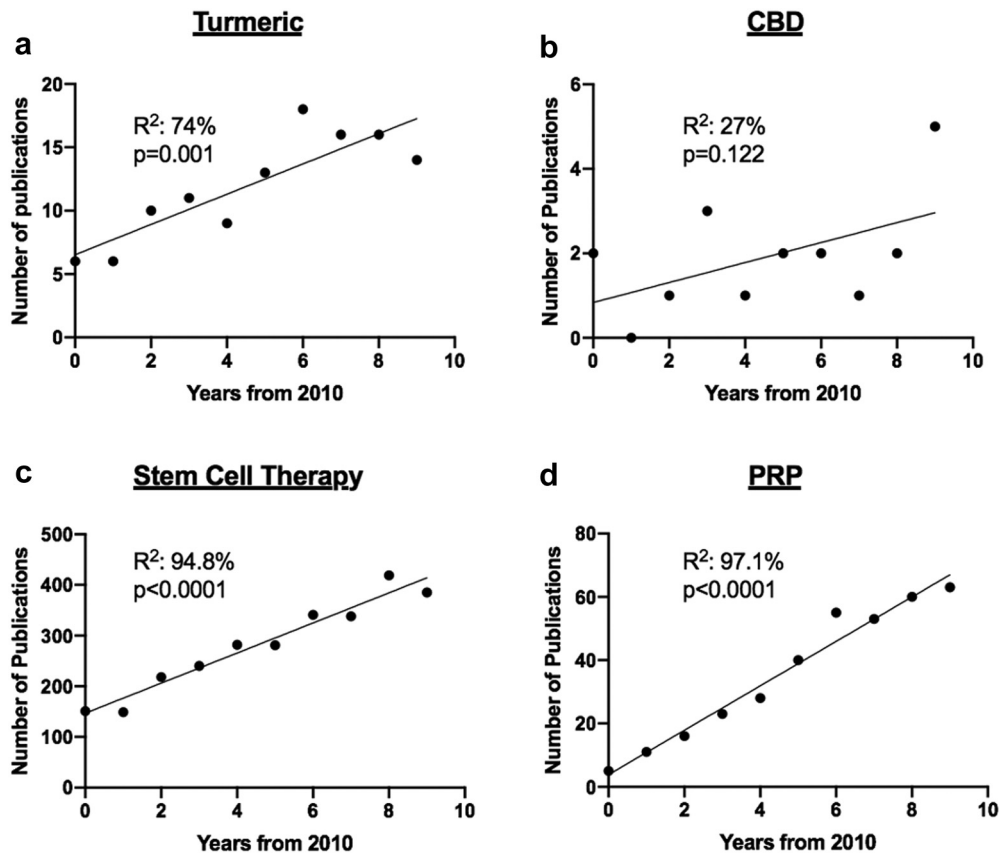 a
Turmeric
R²: 74%
p=0.001
Number of publications
20
15
10
5
0
0 2 4 6 8 10
Years from 2010
b
CBD
R²: 27%
p=0.122
Number of Publications
6
4
2
0
0 2 4 6 8 10
Years from 2010
c
Stem Cell Therapy
R²: 94.8%
p<0.0001
Number of Publications
500
400
300
200
100
0
0 2 4 6 8 10
Years from 2010
d
PRP
R²: 97.1%
p<0.0001
Number of Publications
80
60
40
20
0
0 2 4 6 8 10
Years from 2010